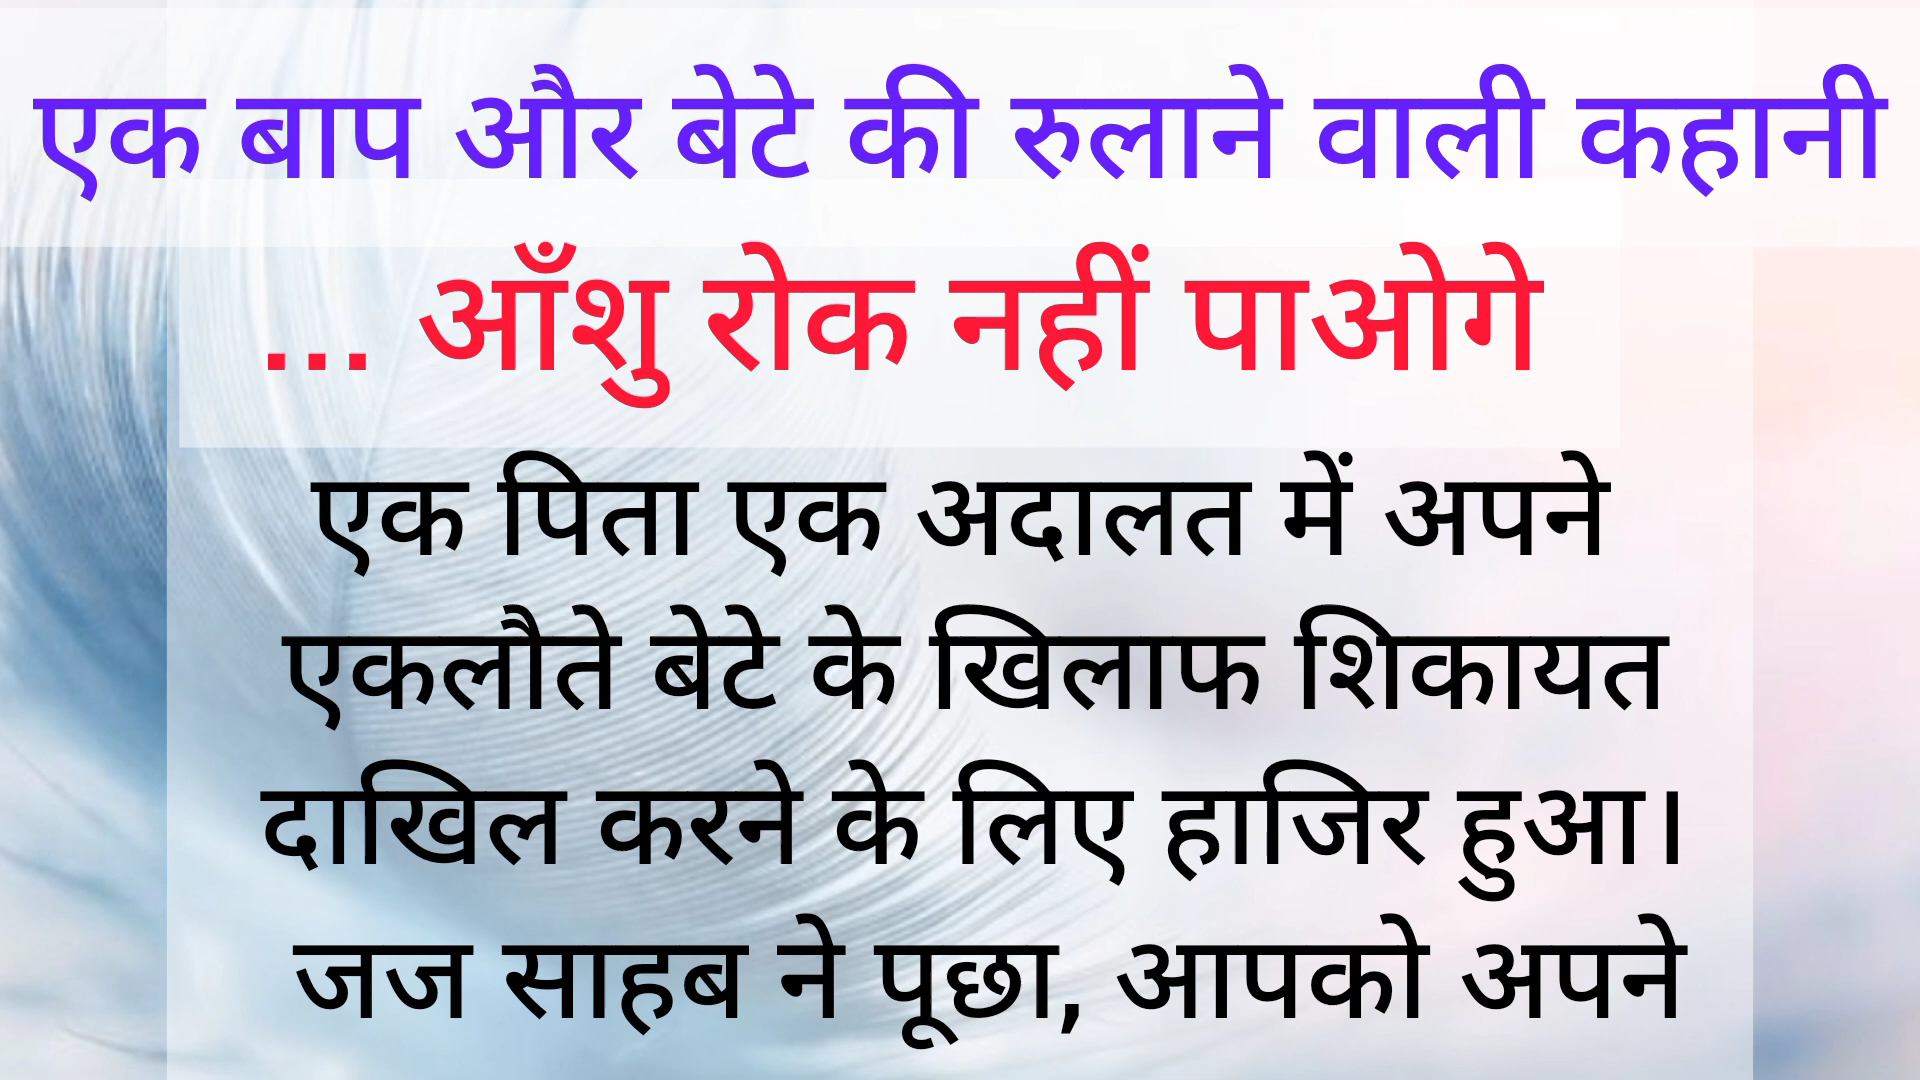 एक बाप और बेटे की रुलाने वाली कहानी
... आँशु रोक नहीं पाओगे
एक पिता एक अदालत में अपने
एकलौते बेटे के खिलाफ शिकायत
दाखिल करने के लिए हाजिर हुआ।
जज साहब ने पूछा, आपको अपने